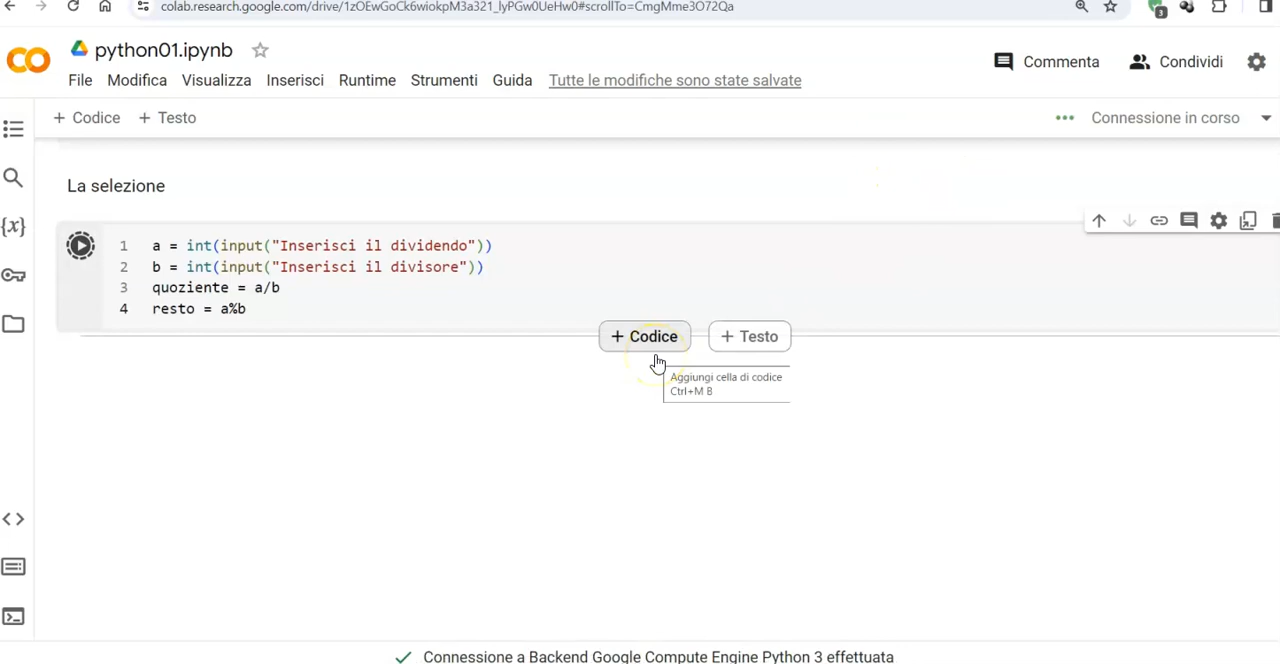 colab.research.google.com/drive/1zOEwGoCk6wiokpM3a321_lyPGw0UeHw0#scrollTo=CmgMme3O72Qa
3
python01.ipynb
Commenta
Condividi
File Modifica Visualizza Inserisci Runtime Strumenti Guida Tutte le modifiche sono state salvate
+ Codice + Testo
Connessione in corso
La selezione
{x}
1 a = int(input("Inserisci il dividendo"))
2 b = int(input("Inserisci il divisore"))
3 quoziente = a/b
4 resto = a%b
+ Codice + Testo
Aggiungi cella di codice
Ctrl+M B
Connessione a Backend Google Compute Engine Python 3 effettuata